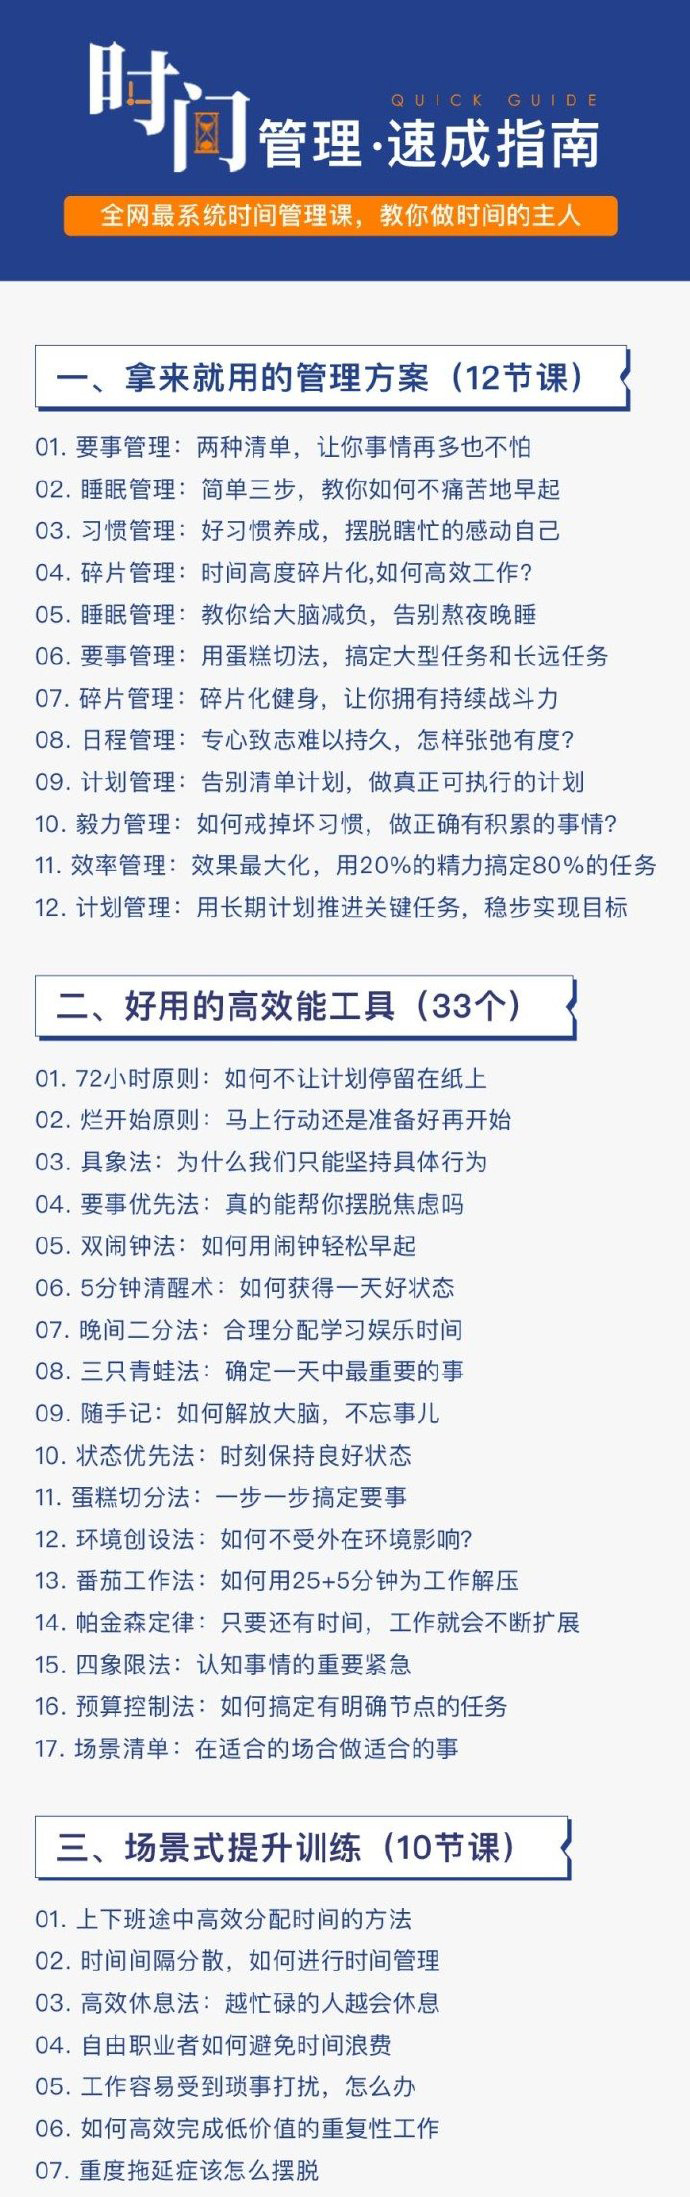 QUICK GUIDE
时间管理·速成指南
全网最系统时间管理课，教你做时间的主人
一、拿来就用的管理方案（12节课）
01. 要事管理：两种清单，让你事情再多也不怕
02. 睡眠管理：简单三步，教你如何不痛苦地早起
03. 习惯管理：好习惯养成，摆脱瞎忙的感动自己
04. 碎片管理：时间高度碎片化,如何高效工作？
05. 睡眠管理：教你给大脑减负，告别熬夜晚睡
06. 要事管理：用蛋糕切法，搞定大型任务和长远任务
07. 碎片管理：碎片化健身，让你拥有持续战斗力
08. 日程管理：专心致志难以持久，怎样张弛有度？
09. 计划管理：告别清单计划，做真正可执行的计划
10. 毅力管理：如何戒掉坏习惯，做正确有积累的事情？
11. 效率管理：效果最大化，用20%的精力搞定80%的任务
12. 计划管理：用长期计划推进关键任务，稳步实现目标
二、好用的高效能工具（33个）
01. 72小时原则：如何不让计划停留在纸上
02. 烂开始原则：马上行动还是准备好再开始
03. 具象法：为什么我们只能坚持具体行为
04. 要事优先法：真的能帮你摆脱焦虑吗
05. 双闹钟法：如何用闹钟轻松早起
06. 5分钟清醒术：如何获得一天好状态
07. 晚间二分法：合理分配学习娱乐时间
08. 三只青蛙法：确定一天中最重要的事
09. 随手记：如何解放大脑，不忘事儿
10. 状态优先法：时刻保持良好状态
11. 蛋糕切分法：一步一步搞定要事
12. 环境创设法：如何不受外在环境影响？
13. 番茄工作法：如何用25+5分钟为工作解压
14. 帕金森定律：只要还有时间，工作就会不断扩展
15. 四象限法：认知事情的重要紧急
16. 预算控制法：如何搞定有明确节点的任务
17. 场景清单：在适合的场合做适合的事
三、场景式提升训练（10节课）
01. 上下班途中高效分配时间的方法
02. 时间间隔分散，如何进行时间管理
03. 高效休息法：越忙碌的人越会休息
04. 自由职业者如何避免时间浪费
05. 工作容易受到琐事打扰，怎么办
06. 如何高效完成低价值的重复性工作
07. 重度拖延症该怎么摆脱